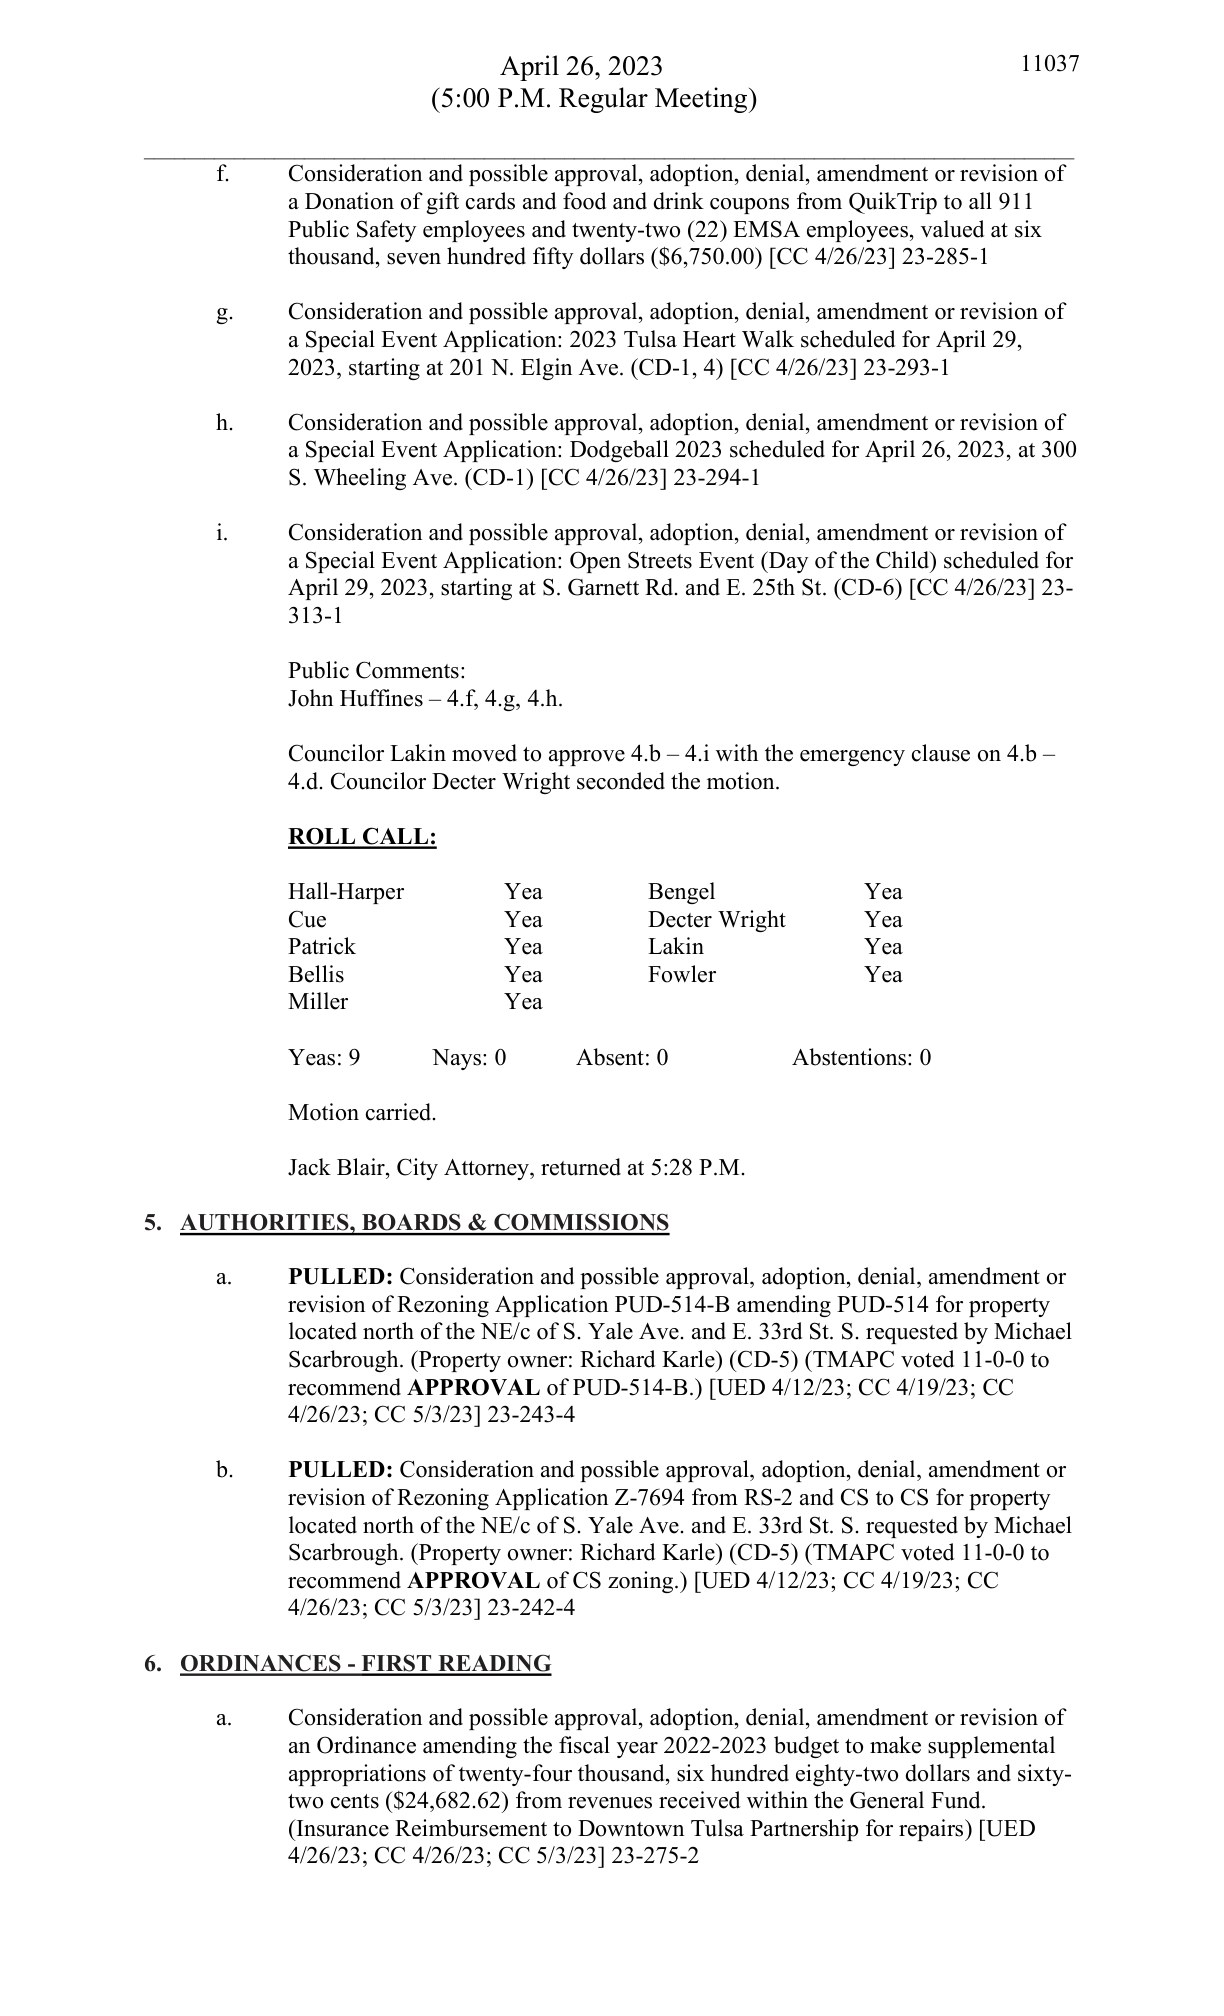 April 26, 2023
11037
(5:00 P.M. Regular Meeting)
f. Consideration and possible approval, adoption, denial, amendment or revision of
a Donation of gift cards and food and drink coupons from QuikTrip to all 911
Public Safety employees and twenty-two (22) EMSA employees, valued at six
thousand, seven hundred fifty dollars ($6,750.00) [CC 4/26/23] 23-285-1
g. Consideration and possible approval, adoption, denial, amendment or revision of
a Special Event Application: 2023 Tulsa Heart Walk scheduled for April 29,
2023, starting at 201 N. Elgin Ave. (CD-1, 4) [CC 4/26/23] 23-293-1
h. Consideration and possible approval, adoption, denial, amendment or revision of
a Special Event Application: Dodgeball 2023 scheduled for April 26, 2023, at 300
S. Wheeling Ave. (CD-1) [CC 4/26/23] 23-294-1
i. Consideration and possible approval, adoption, denial, amendment or revision of
a Special Event Application: Open Streets Event (Day of the Child) scheduled for
April 29, 2023, starting at S. Garnett Rd. and E. 25th St. (CD-6) [CC 4/26/23] 23-
313-1
Public Comments:
John Huffines – 4.f, 4.g, 4.h.
Councilor Lakin moved to approve 4.b – 4.i with the emergency clause on 4.b –
4.d. Councilor Decter Wright seconded the motion.
ROLL CALL:
Hall-Harper Yea Bengel Yea
Cue Yea Decter Wright Yea
Patrick Yea Lakin Yea
Bellis Yea Fowler Yea
Miller Yea
Yeas: 9 Nays: 0 Absent: 0 Abstentions: 0
Motion carried.
Jack Blair, City Attorney, returned at 5:28 P.M.
5. AUTHORITIES, BOARDS & COMMISSIONS
a. PULLED: Consideration and possible approval, adoption, denial, amendment or
revision of Rezoning Application PUD-514-B amending PUD-514 for property
located north of the NE/c of S. Yale Ave. and E. 33rd St. S. requested by Michael
Scarbrough. (Property owner: Richard Karle) (CD-5) (TMAPC voted 11-0-0 to
recommend APPROVAL of PUD-514-B.) [UED 4/12/23; CC 4/19/23; CC
4/26/23; CC 5/3/23] 23-243-4
b. PULLED: Consideration and possible approval, adoption, denial, amendment or
revision of Rezoning Application Z-7694 from RS-2 and CS to CS for property
located north of the NE/c of S. Yale Ave. and E. 33rd St. S. requested by Michael
Scarbrough. (Property owner: Richard Karle) (CD-5) (TMAPC voted 11-0-0 to
recommend APPROVAL of CS zoning.) [UED 4/12/23; CC 4/19/23; CC
4/26/23; CC 5/3/23] 23-242-4
6. ORDINANCES - FIRST READING
a. Consideration and possible approval, adoption, denial, amendment or revision of
an Ordinance amending the fiscal year 2022-2023 budget to make supplemental
appropriations of twenty-four thousand, six hundred eighty-two dollars and sixty-
two cents ($24,682.62) from revenues received within the General Fund.
(Insurance Reimbursement to Downtown Tulsa Partnership for repairs) [UED
4/26/23; CC 4/26/23; CC 5/3/23] 23-275-2